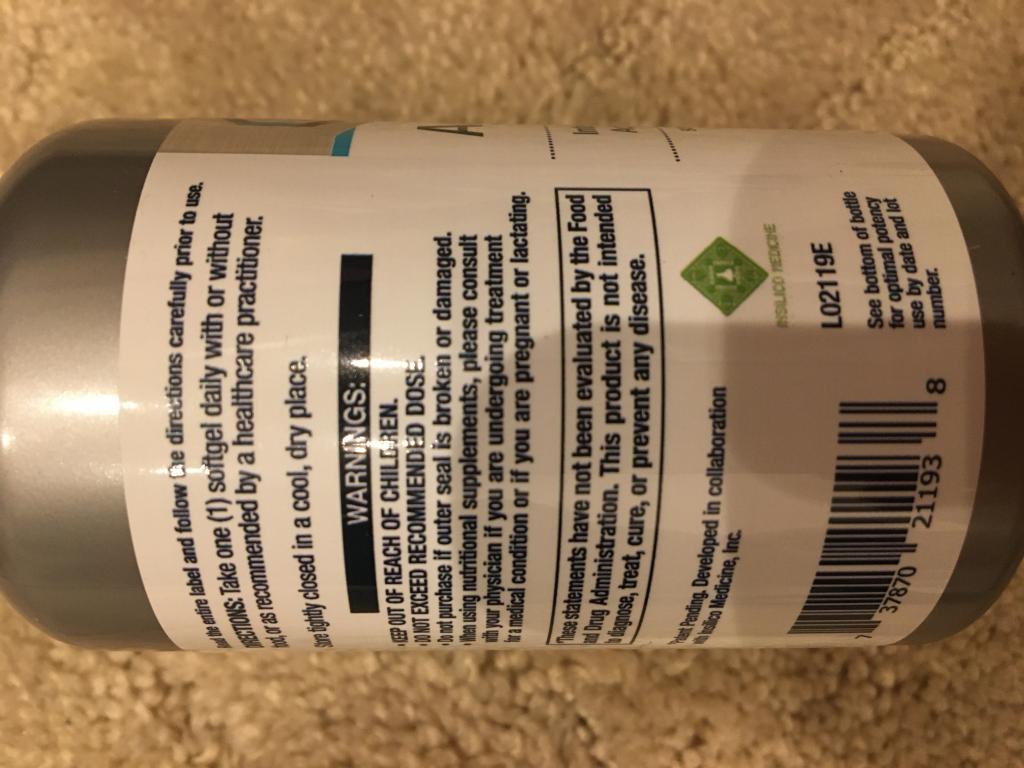 the entire label and follow the directions carefully prior to use.
Take one (1) softgel daily with or without
or as recommended by a healthcare practitioner.
tightly closed in a cool, dry place.
WARNINGS:
KEEP OUT OF REACH OF CHILDREN.
DO NOT EXCEED RECOMMENDED DOSE.
Do not purchase if outer seal is broken or damaged.
When using nutritional supplements, please consult
with your physician if you are undergoing treatment
for a medical condition or if you are pregnant or lactating.
These statements have not been evaluated by the Food
and Drug Administration. This product is not intended
to diagnose, treat, cure, or prevent any disease.
Pending. Developed in collaboration
Insilico Medicine, Inc.
INSILICO MEDICINE
L02119E
See bottom of bottle
for optimal potency
use by date and lot
number.
7 37870 21193 8